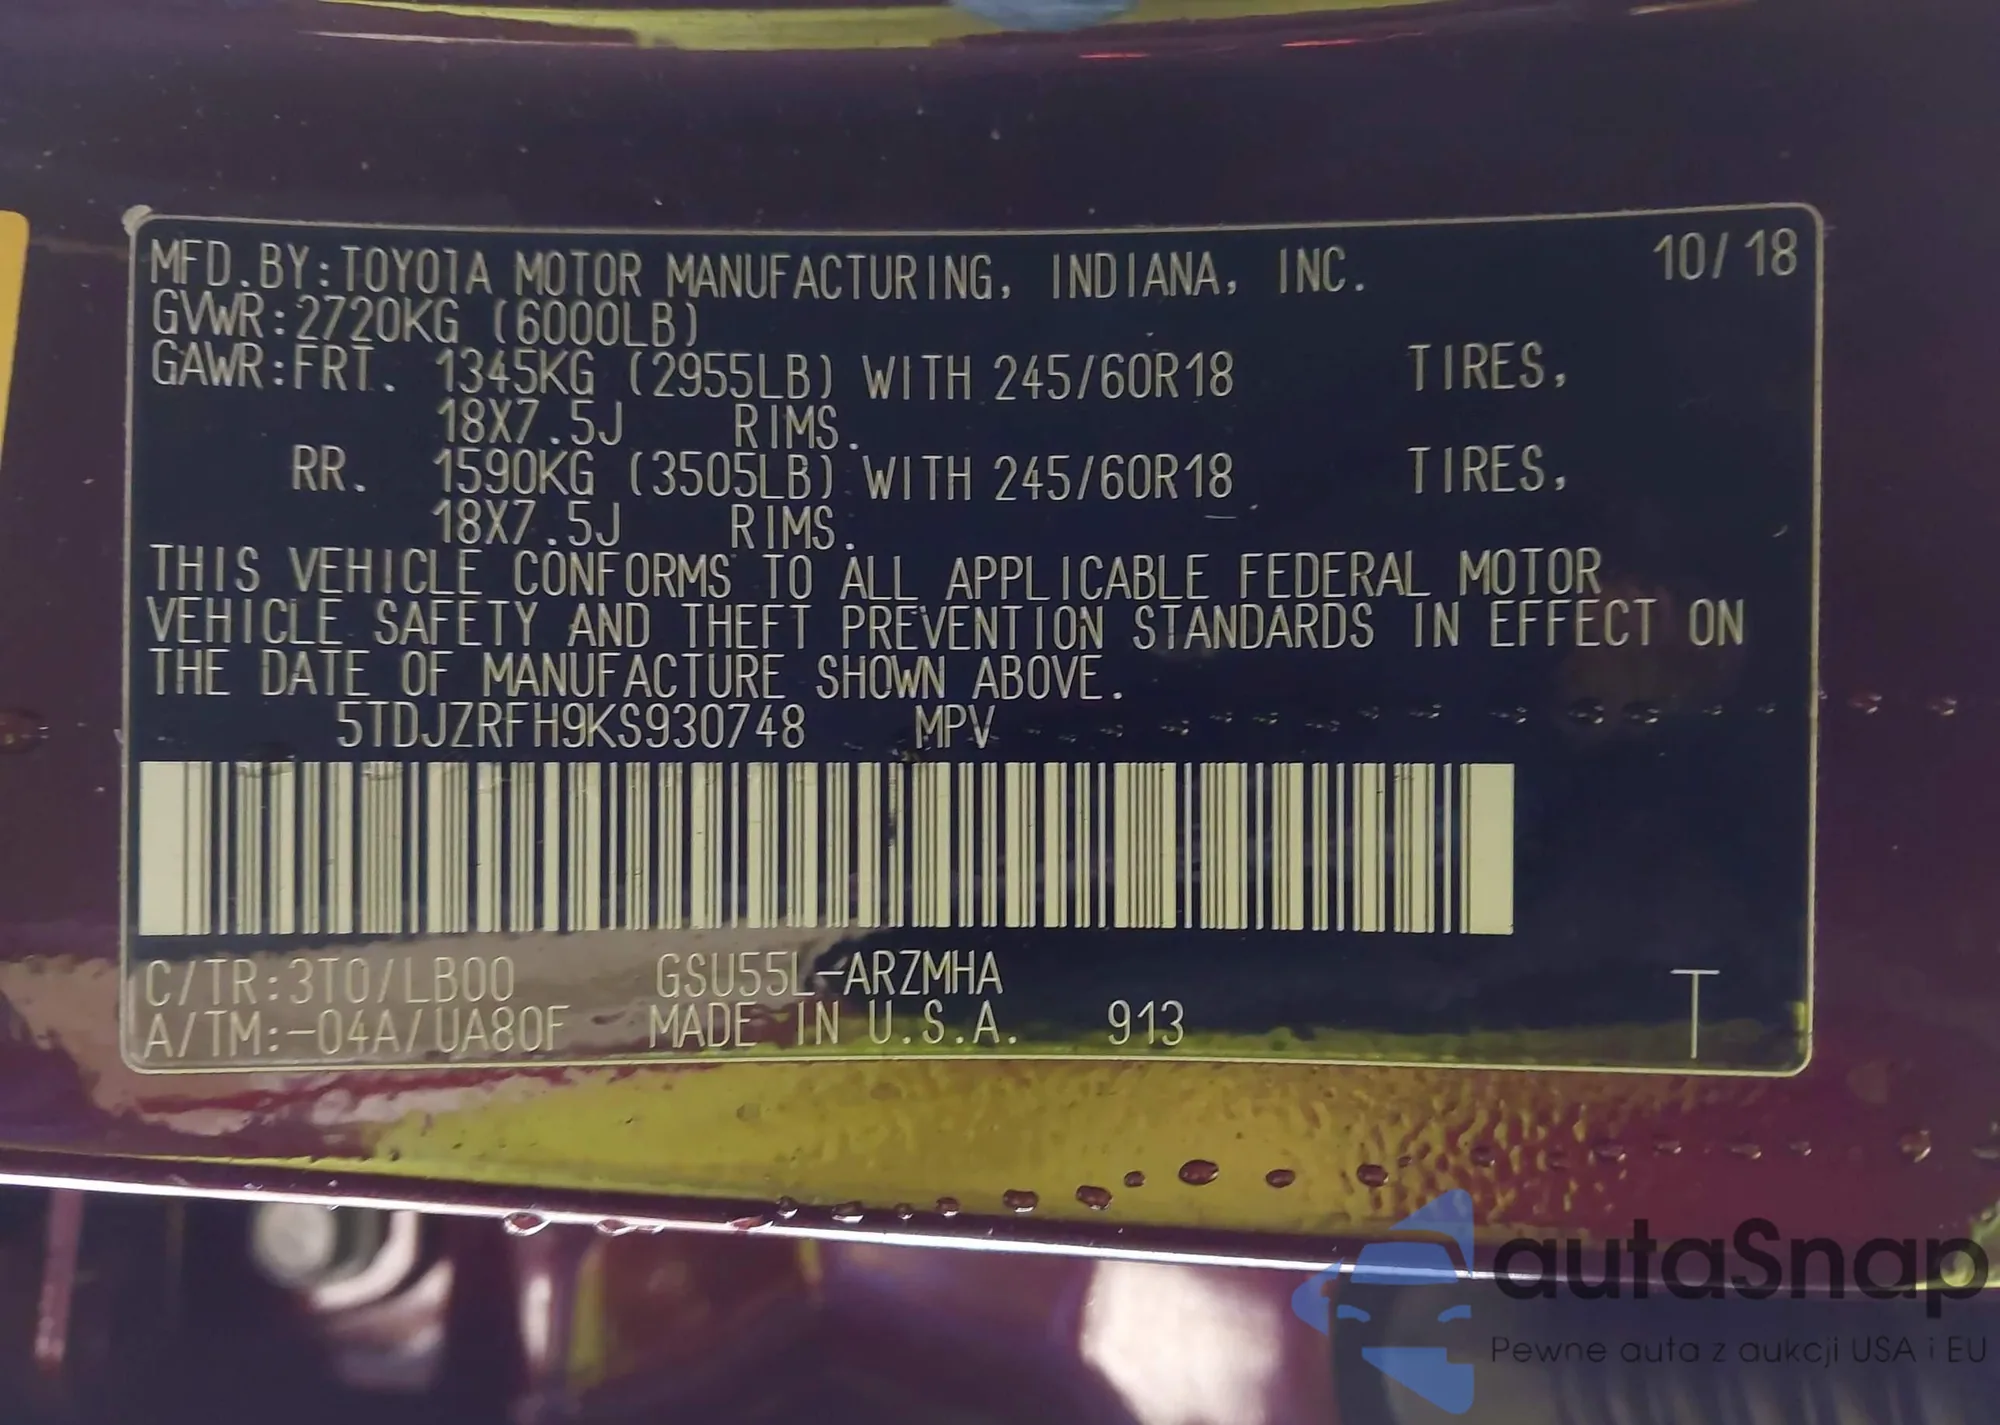 MFD.BY:TOYOTA MOTOR MANUFACTURING, INDIANA, INC. 10/18
GVWR:2720KG (6000LB)
GAWR:FRT. 1345KG (2955LB) WITH 245/60R18 TIRES,
18X7.5J RIMS.
RR. 1590KG (3505LB) WITH 245/60R18 TIRES,
18X7.5J RIMS.
THIS VEHICLE CONFORMS TO ALL APPLICABLE FEDERAL MOTOR
VEHICLE SAFETY AND THEFT PREVENTION STANDARDS IN EFFECT ON
THE DATE OF MANUFACTURE SHOWN ABOVE.
5TDJZRFH9KS930748 MPV
C/TR:3T0/LB00 GSU55L-ARZMHA
A/TM:-04A/UA80F MADE IN U.S.A. 913 T
autaSnap
Pewne auta z aukcji USA i EU